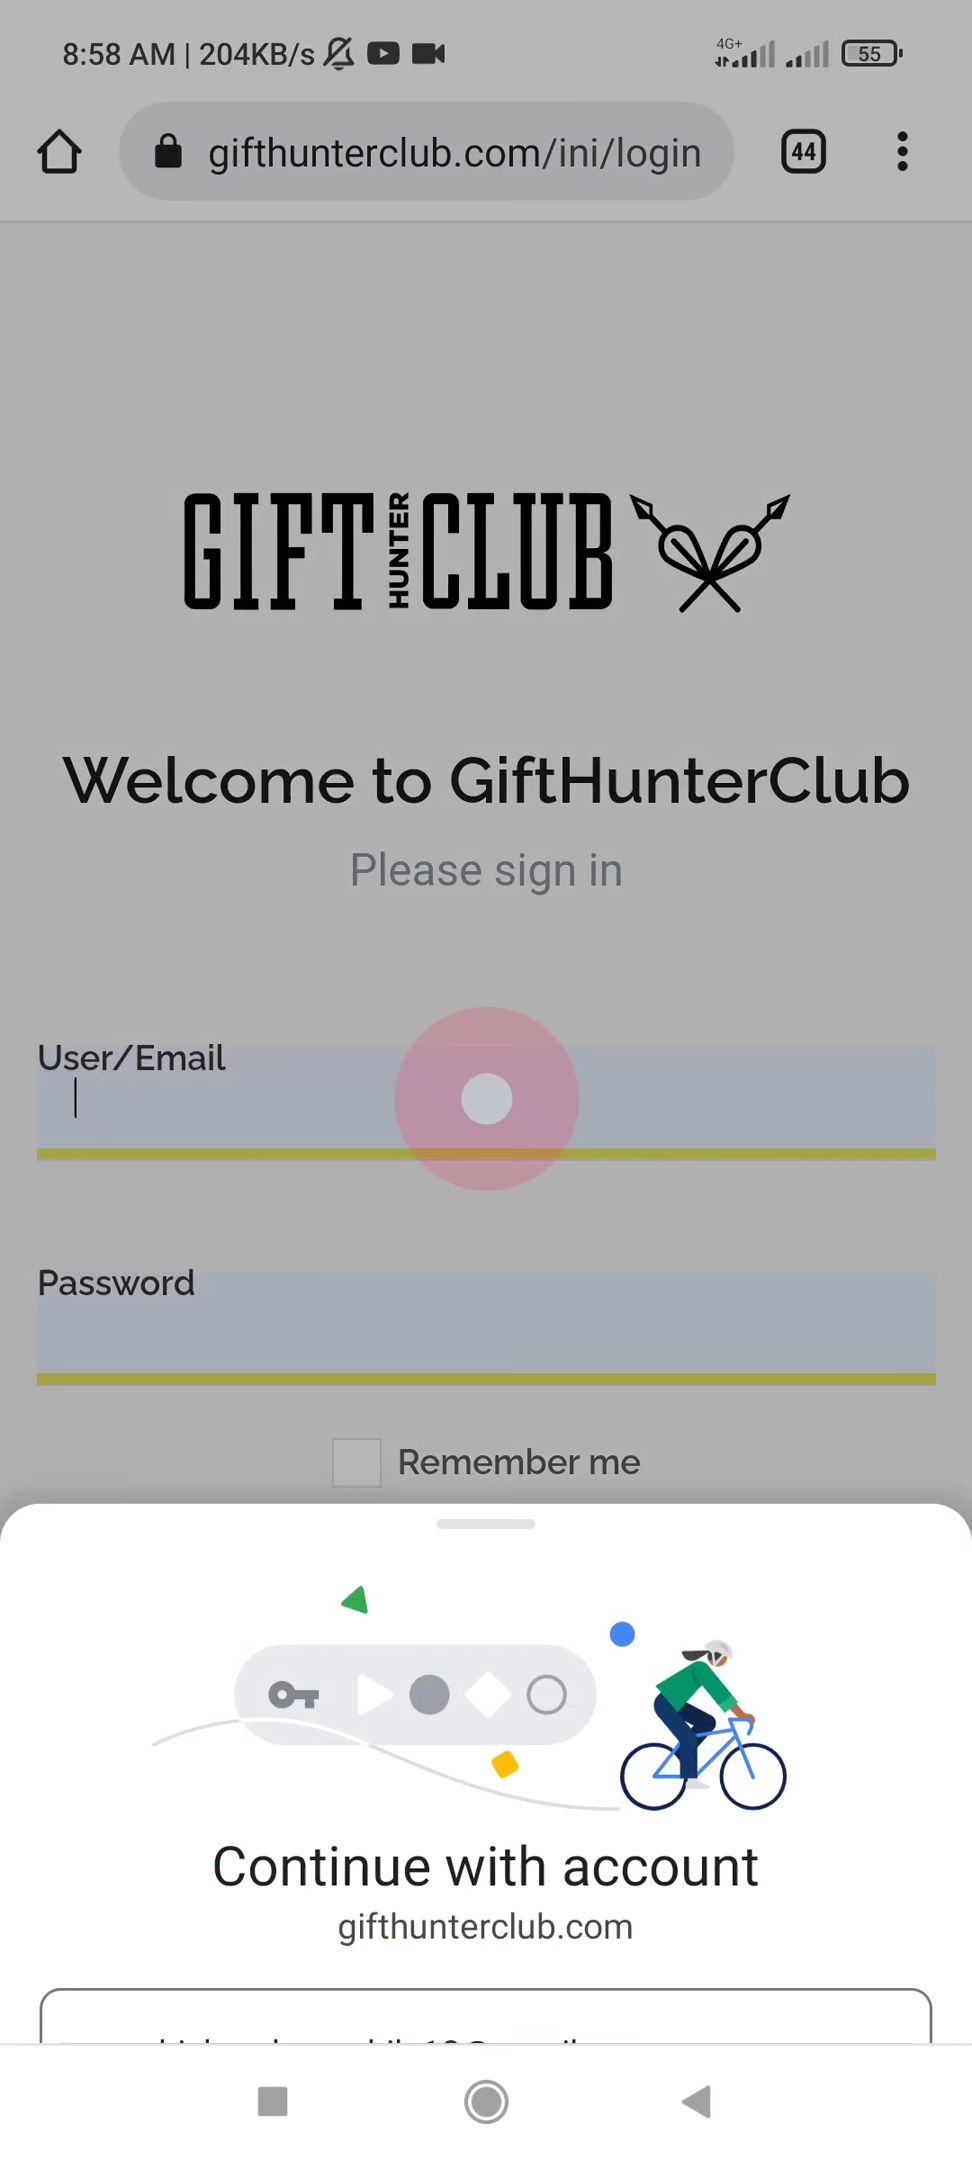 8:58 AM | 204KB/s
4G+
55
gifthunterclub.com/ini/login
44
GIFT HUNTER CLUB
Welcome to GiftHunterClub
Please sign in
User/Email
Password
Remember me
Continue with account
gifthunterclub.com